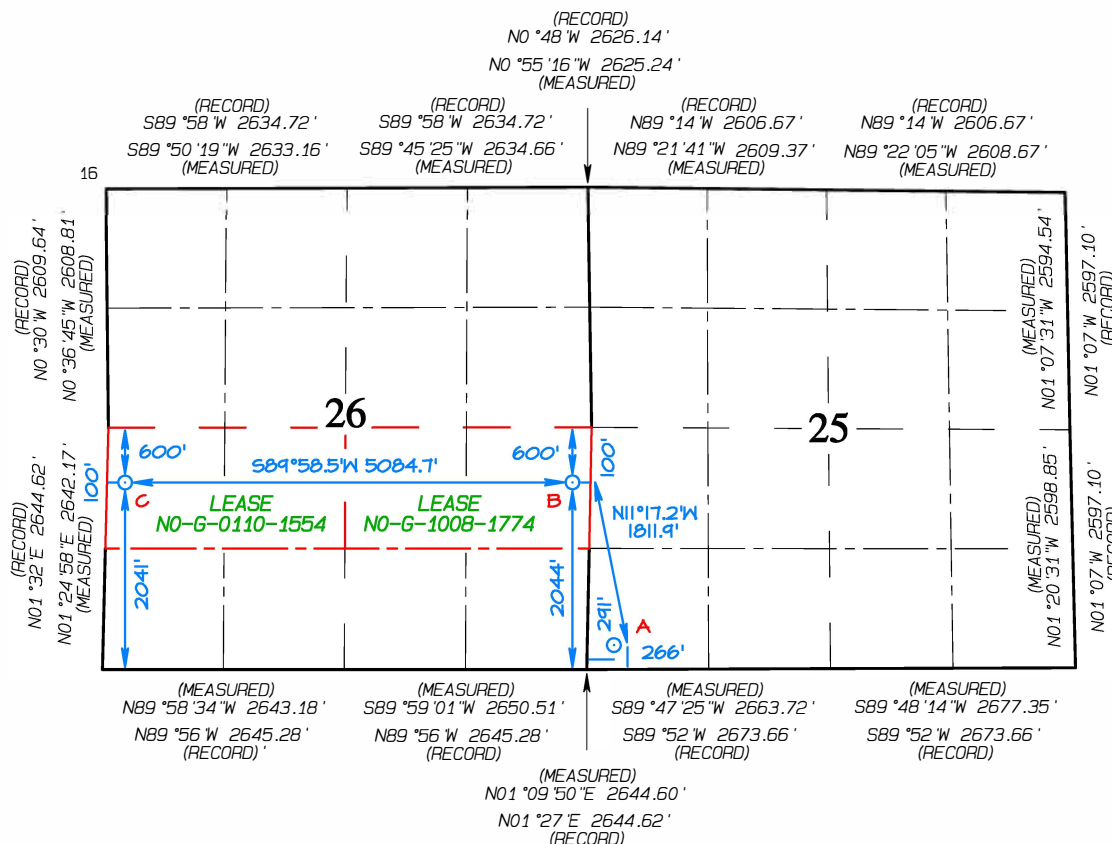 (RECORD)
N0°48'W 2626.14'
N0°55'16"W 2625.24'
(MEASURED)
(RECORD)
S89°58'W 2634.72'
S89°50'19"W 2633.16'
(MEASURED)
(RECORD)
S89°58'W 2634.72'
S89°45'25"W 2634.66'
(MEASURED)
(RECORD)
N89°14'W 2606.67'
N89°21'41"W 2609.37'
(MEASURED)
(RECORD)
N89°14'W 2606.67'
N89°22'05"W 2608.67'
(MEASURED)
16
(RECORD)
N0°30'W 2609.64'
N0°36'45"W 2608.81'
(MEASURED)
(MEASURED)
N01°07'31"W 2594.54'
N01°07'W 2597.10'
(RECORD)
26
25
600'
S89°58.5'W 5084.7'
600'
100'
100'
C
B
LEASE
N0-G-0110-1554
LEASE
N0-G-1008-1774
N11°17.2'W
1811.9'
(RECORD)
N01°32'E 2644.62'
N01°24'58"E 2642.17'
(MEASURED)
2041'
2044'
291'
A
266'
(MEASURED)
N01°20'31"W 2598.85'
N01°07'W 2597.10'
(RECORD)
(MEASURED)
N89°58'34"W 2643.18'
N89°56'W 2645.28'
(RECORD)'
(MEASURED)
S89°59'01"W 2650.51'
N89°56'W 2645.28'
(RECORD)
(MEASURED)
S89°47'25"W 2663.72'
S89°52'W 2673.66'
(RECORD)
(MEASURED)
S89°48'14"W 2677.35'
S89°52'W 2673.66'
(RECORD)
(MEASURED)
N01°09'50"E 2644.60'
N01°27'E 2644.62'
(RECORD)